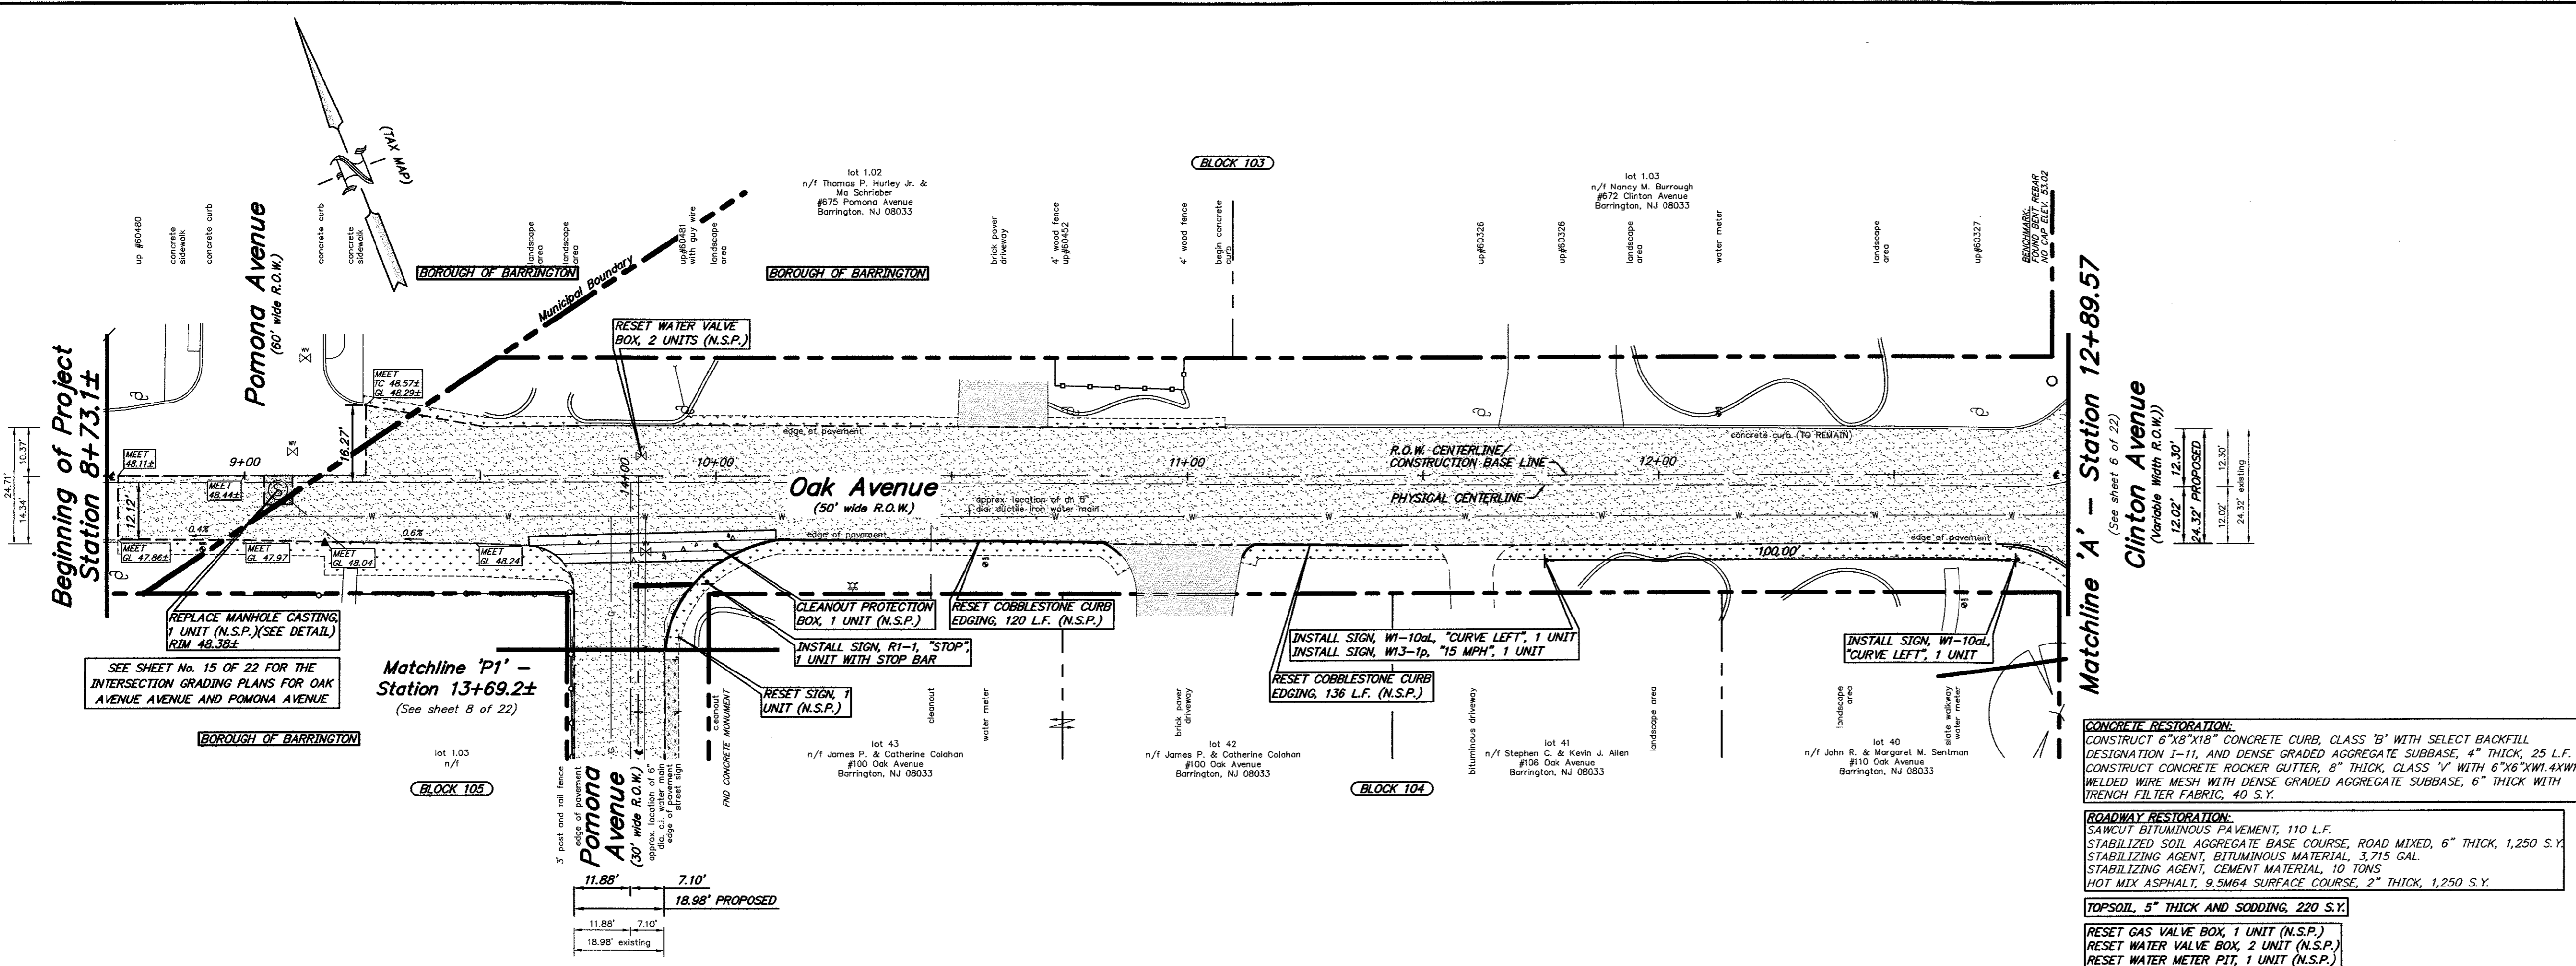 (TAX MAP)
BLOCK 103
lot 1.02
n/f Thomas P. Hurley Jr. &
Ma Schrieber
#675 Pomona Avenue
Barrington, NJ 08033
lot 1.03
n/f Nancy M. Burrough
#672 Clinton Avenue
Barrington, NJ 08033
up #60480
concrete
sidewalk
concrete curb
Pomona Avenue
(60' wide R.O.W.)
concrete curb
concrete
sidewalk
landscape
area
landscape
area
up#60481
with guy wire
landscape
area
brick paver
driveway
4' wood fence
up#60452
4' wood fence
begin concrete
curb
up#60326
up#60326
landscape
area
water meter
landscape
area
up#60327
BENCHMARK:
FOUND BENT REBAR
NO CAP ELEV. 53.02
BOROUGH OF BARRINGTON
BOROUGH OF BARRINGTON
Municipal Boundary
RESET WATER VALVE
BOX, 2 UNITS (N.S.P.)
Beginning of Project
Station 8+73.1±
24.71'
10.37'
14.34'
WV
MEET
TC 48.57±
GL 48.29±
16.27'
WV
9+00
MEET
48.11±
MEET
48.44±
12.12'
0.4%
0.6%
MEET
GL 47.86±
MEET
GL 47.97
MEET
GL 48.04
MEET
GL 48.24
14+00
10+00
11+00
12+00
WV
edge of pavement
concrete curb (TO REMAIN)
R.O.W. CENTERLINE/
CONSTRUCTION BASE LINE
PHYSICAL CENTERLINE
Oak Avenue
(50' wide R.O.W.)
approx. location of an 8"
dia. ductile-iron water main
W W W W W W W W W W W W W
edge of pavement
edge of pavement
100.00'
Matchline 'A' - Station 12+89.57
(See sheet 6 of 22)
Clinton Avenue
(Variable Width R.O.W.))
12.30'
12.02'
24.32' PROPOSED
12.30'
12.02'
24.32' existing
REPLACE MANHOLE CASTING,
1 UNIT (N.S.P.)(SEE DETAIL)
RIM 48.38±
SEE SHEET No. 15 OF 22 FOR THE
INTERSECTION GRADING PLANS FOR OAK
AVENUE AVENUE AND POMONA AVENUE
Matchline 'P1' -
Station 13+69.2±
(See sheet 8 of 22)
BOROUGH OF BARRINGTON
CLEANOUT PROTECTION
BOX, 1 UNIT (N.S.P.)
RESET COBBLESTONE CURB
EDGING, 120 L.F. (N.S.P.)
INSTALL SIGN, R1-1, "STOP",
1 UNIT WITH STOP BAR
RESET SIGN, 1
UNIT (N.S.P.)
INSTALL SIGN, W1-10aL, "CURVE LEFT", 1 UNIT
INSTALL SIGN, W13-1p, "15 MPH", 1 UNIT
RESET COBBLESTONE CURB
EDGING, 136 L.F. (N.S.P.)
INSTALL SIGN, W1-10aL,
"CURVE LEFT", 1 UNIT
lot 1.03
n/f
BLOCK 105
3' post and rail fence
edge of pavement
Pomona
Avenue
(30' wide R.O.W.)
approx. location of 6"
dia. c.i. water main
edge of pavement
street sign
cleanout
FND CONCRETE MONUMENT
lot 43
n/f James P. & Catherine Colahan
#100 Oak Avenue
Barrington, NJ 08033
cleanout
water meter
brick paver
driveway
lot 42
n/f James P. & Catherine Colahan
#100 Oak Avenue
Barrington, NJ 08033
BLOCK 104
bituminous driveway
lot 41
n/f Stephen C. & Kevin J. Allen
#106 Oak Avenue
Barrington, NJ 08033
landscape area
landscape
area
lot 40
n/f John R. & Margaret M. Sentman
#110 Oak Avenue
Barrington, NJ 08033
slate walkway
water meter
11.88'
7.10'
18.98' PROPOSED
11.88'
7.10'
18.98' existing
CONCRETE RESTORATION:
CONSTRUCT 6"X8"X18" CONCRETE CURB, CLASS 'B' WITH SELECT BACKFILL
DESIGNATION I-11, AND DENSE GRADED AGGREGATE SUBBASE, 4" THICK, 25 L.F.
CONSTRUCT CONCRETE ROCKER GUTTER, 8" THICK, CLASS 'V' WITH 6"X6"XW1.4XW1
WELDED WIRE MESH WITH DENSE GRADED AGGREGATE SUBBASE, 6" THICK WITH
TRENCH FILTER FABRIC, 40 S.Y.
ROADWAY RESTORATION:
SAWCUT BITUMINOUS PAVEMENT, 110 L.F.
STABILIZED SOIL AGGREGATE BASE COURSE, ROAD MIXED, 6" THICK, 1,250 S.Y.
STABILIZING AGENT, BITUMINOUS MATERIAL, 3,715 GAL.
STABILIZING AGENT, CEMENT MATERIAL, 10 TONS
HOT MIX ASPHALT, 9.5M64 SURFACE COURSE, 2" THICK, 1,250 S.Y.
TOPSOIL, 5" THICK AND SODDING, 220 S.Y.
RESET GAS VALVE BOX, 1 UNIT (N.S.P.)
RESET WATER VALVE BOX, 2 UNIT (N.S.P.)
RESET WATER METER PIT, 1 UNIT (N.S.P.)